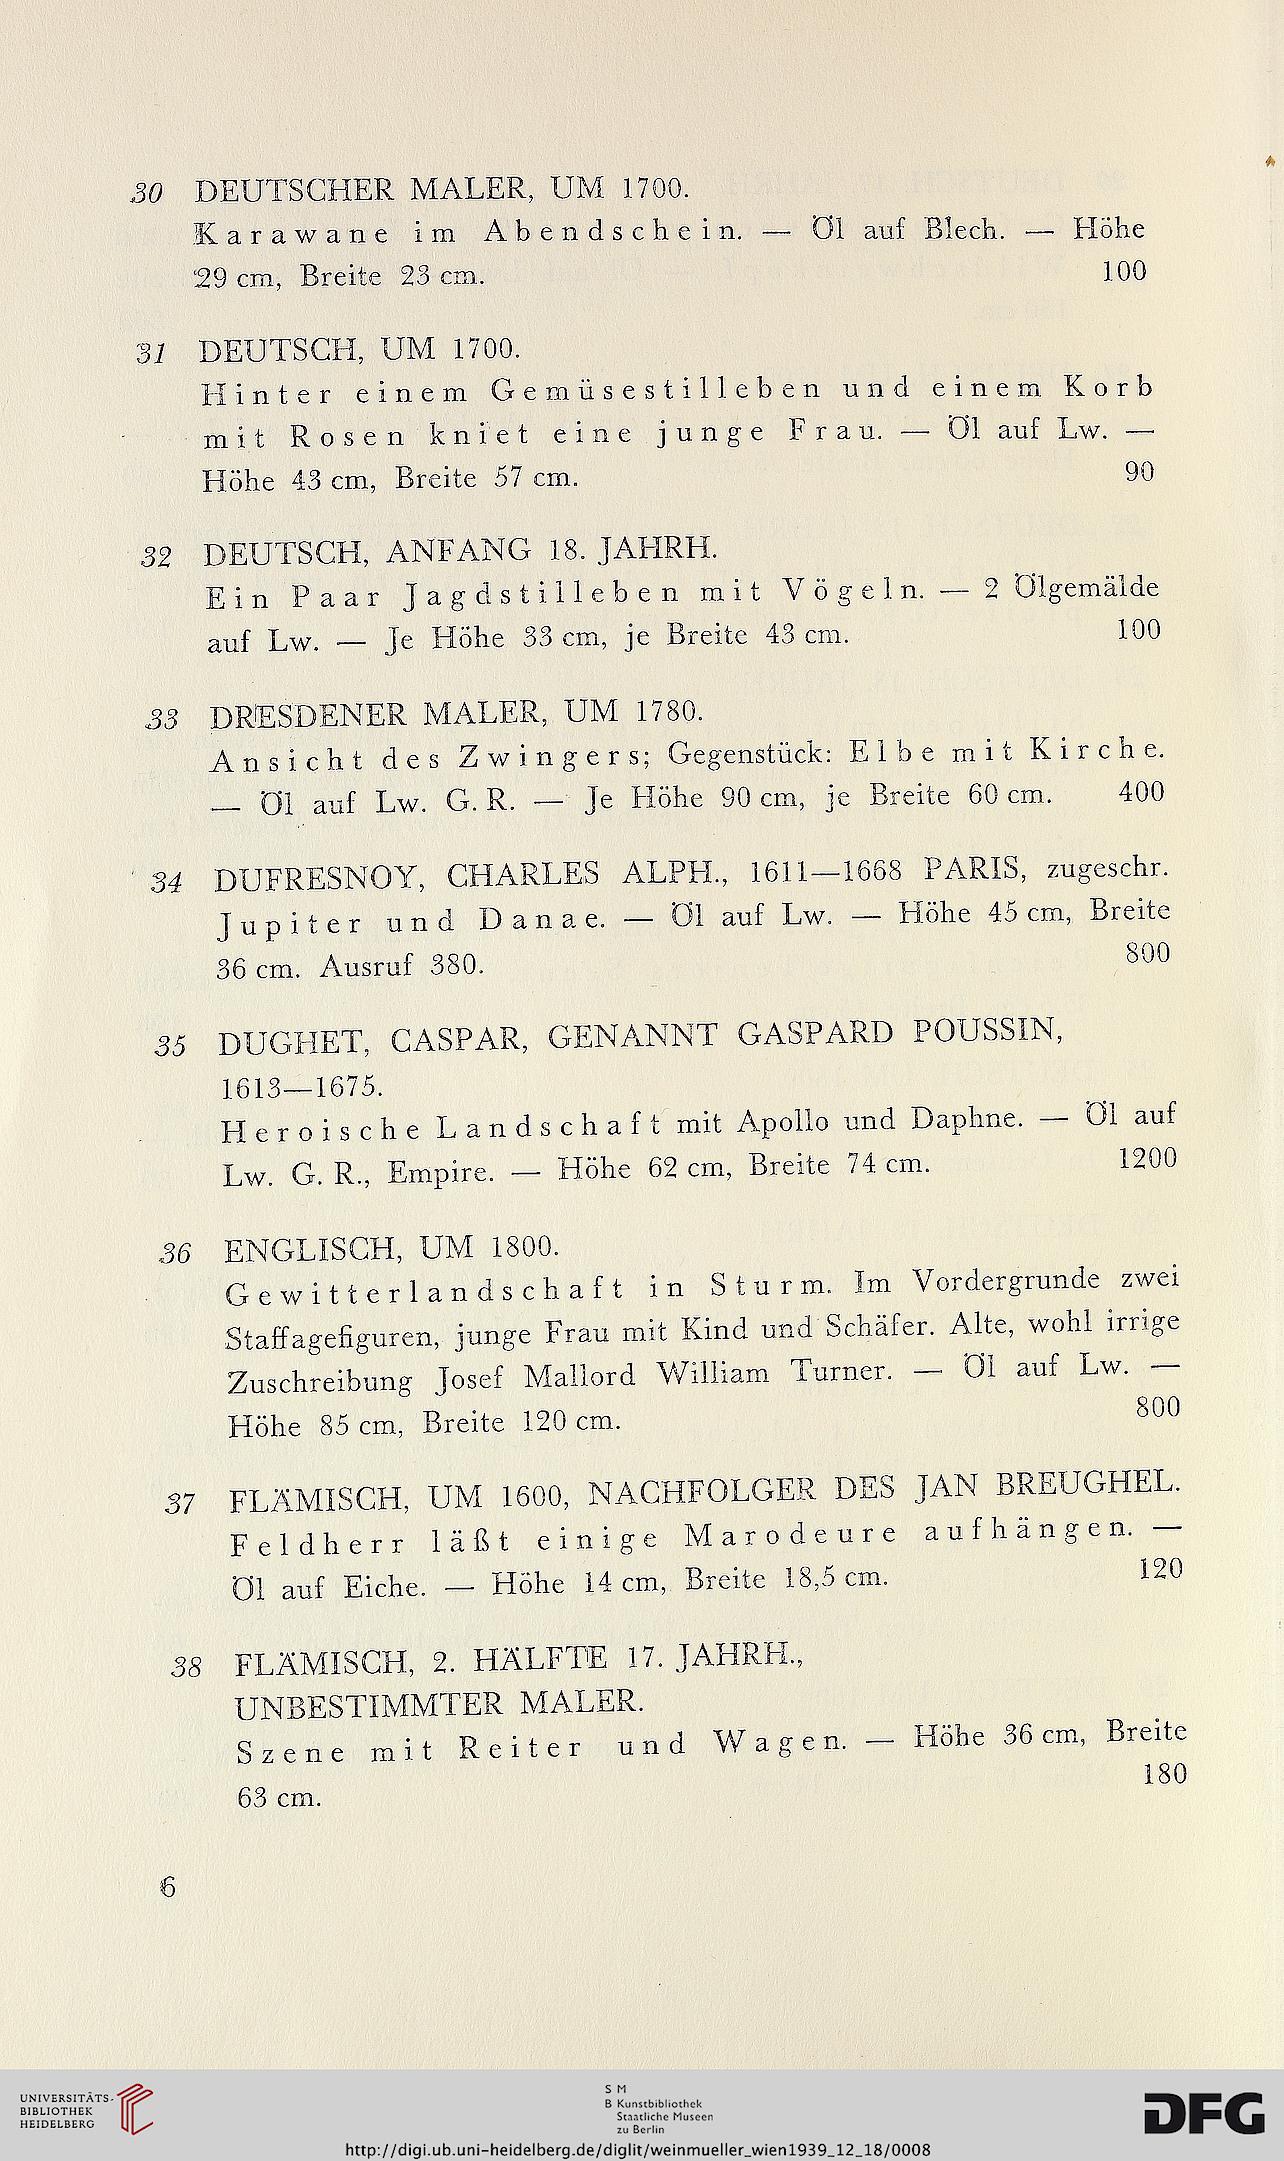 30 DEUTSCHER MALER, UM 1700.
Karawane im Abendschein. — Öl auf Blech. — Höhe
29 cm, Breite 23 cm. 100
31 DEUTSCH, UM 1700.
Hinter einem Gemüsestilleben und einem Korb
mit Rosen kniet eine junge Frau. — Öl auf Lw. —
Höhe 43 cm, Breite 57 cm. 90
32 DEUTSCH, ANFANG 18. JAHRH.
Ein Paar Jagdstilleben mit Vögeln. — 2 Ölgemälde
auf Lw. — Je Höhe 33 cm, je Breite 43 cm. 100
33 DRESDENER MALER, UM 1780.
Ansicht des Zwingers; Gegenstück: Elbe mit Kirche.
— Öl auf Lw. G. R. — Je Höhe 90 cm, je Breite 60 cm. 400
34 DUFRESNOY, CHARLES ALPH., 1611—1668 PARIS, zugeschr.
Jupiter und Danae. — Öl auf Lw. — Höhe 45 cm, Breite
36 cm. Ausruf 380. 800
35 DUGHET, CASPAR, GENANNT GASPARD POUSSIN,
1613—1675.
Heroische Landschaft mit Apollo und Daphne. — Öl auf
Lw. G. R., Empire. — Höhe 62 cm, Breite 74 cm. 1200
36 ENGLISCH, UM 1800.
Gewitterlandschaft in Sturm. Im Vordergrunde zwei
Staffagefiguren, junge Frau mit Kind und Schäfer. Alte, wohl irrige
Zuschreibung Josef Mallord William Turner. — Öl auf Lw. —
Höhe 85 cm, Breite 120 cm. 800
37 FLÄMISCH, UM 1600, NACHFOLGER DES JAN BREUGHEL.
Feldherr läßt einige Marodeure aufhängen. —
Öl auf Eiche. — Höhe 14 cm, Breite 18,5 cm. 120
38 FLÄMISCH, 2. HÄLFTE 17. JAHRH.,
UNBESTIMMTER MALER.
Szene mit Reiter und Wagen. — Höhe 36 cm, Breite
63 cm. 180
6
UNIVERSITÄTS-
BIBLIOTHEK
HEIDELBERG
S M
B Kunstbibliothek
Staatliche Museen
zu Berlin
DFG
http://digi.ub.uni-heidelberg.de/diglit/weinmueller_wien1939_12_18/0008